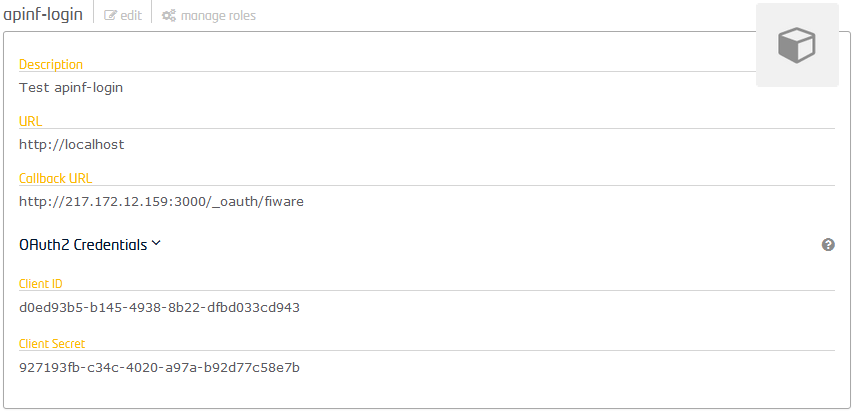 apinf-login edit manage roles
Description
Test apinf-login
URL
http://localhost
Callback URL
http://217.172.12.159:3000/_oauth/fiware
OAuth2 Credentials
Client ID
d0ed93b5-b145-4938-8b22-dfbd033cd943
Client Secret
927193fb-c34c-4020-a97a-b92d77c58e7b